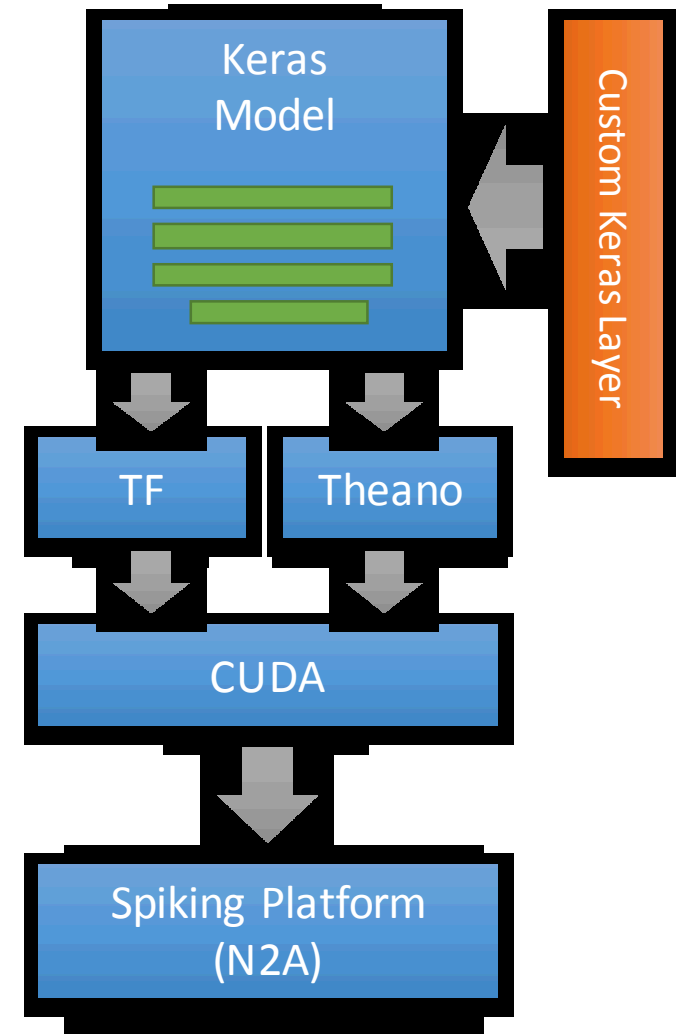 Keras
Model
Custom Keras Layer
TF
Theano
CUDA
Spiking Platform
(N2A)